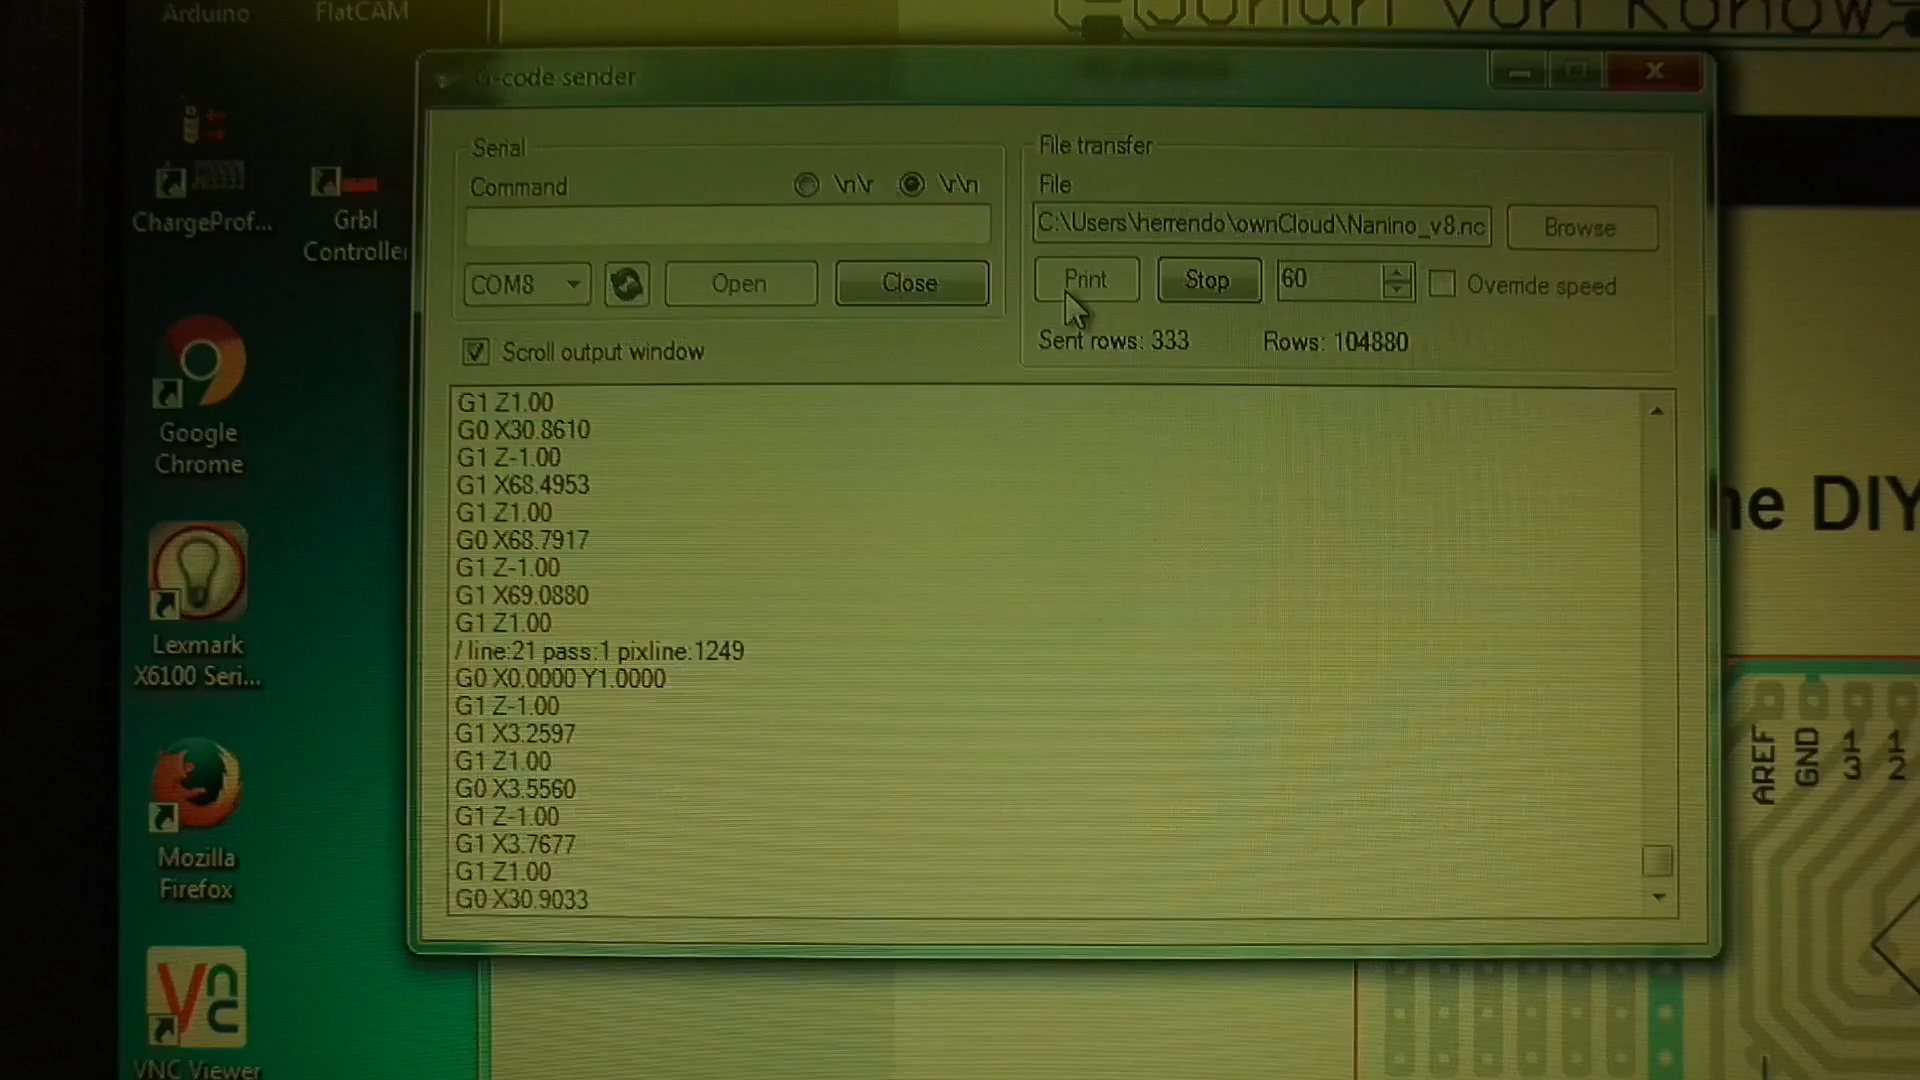 Arduino
FlatCAM
Johan von Konow
G-code sender
Serial
Command
\n\r
\r\n
COM8
Open
Close
Scroll output window
File transfer
File
C:\Users\herrendo\ownCloud\Nanino_v8.nc
Browse
Print
Stop
60
Override speed
Sent rows: 333
Rows: 104880
G1 Z1.00
G0 X30.8610
G1 Z-1.00
G1 X68.4953
G1 Z1.00
G0 X68.7917
G1 Z-1.00
G1 X69.0880
G1 Z1.00
/ line:21 pass:1 pixline:1249
G0 X0.0000 Y1.0000
G1 Z-1.00
G1 X3.2597
G1 Z1.00
G0 X3.5560
G1 Z-1.00
G1 X3.7677
G1 Z1.00
G0 X30.9033
ChargeProf...
Grbl
Controller
Google
Chrome
Lexmark
X6100 Seri...
Mozilla
Firefox
VNC
VNC Viewer
he DIY
AREF
GND
13
12